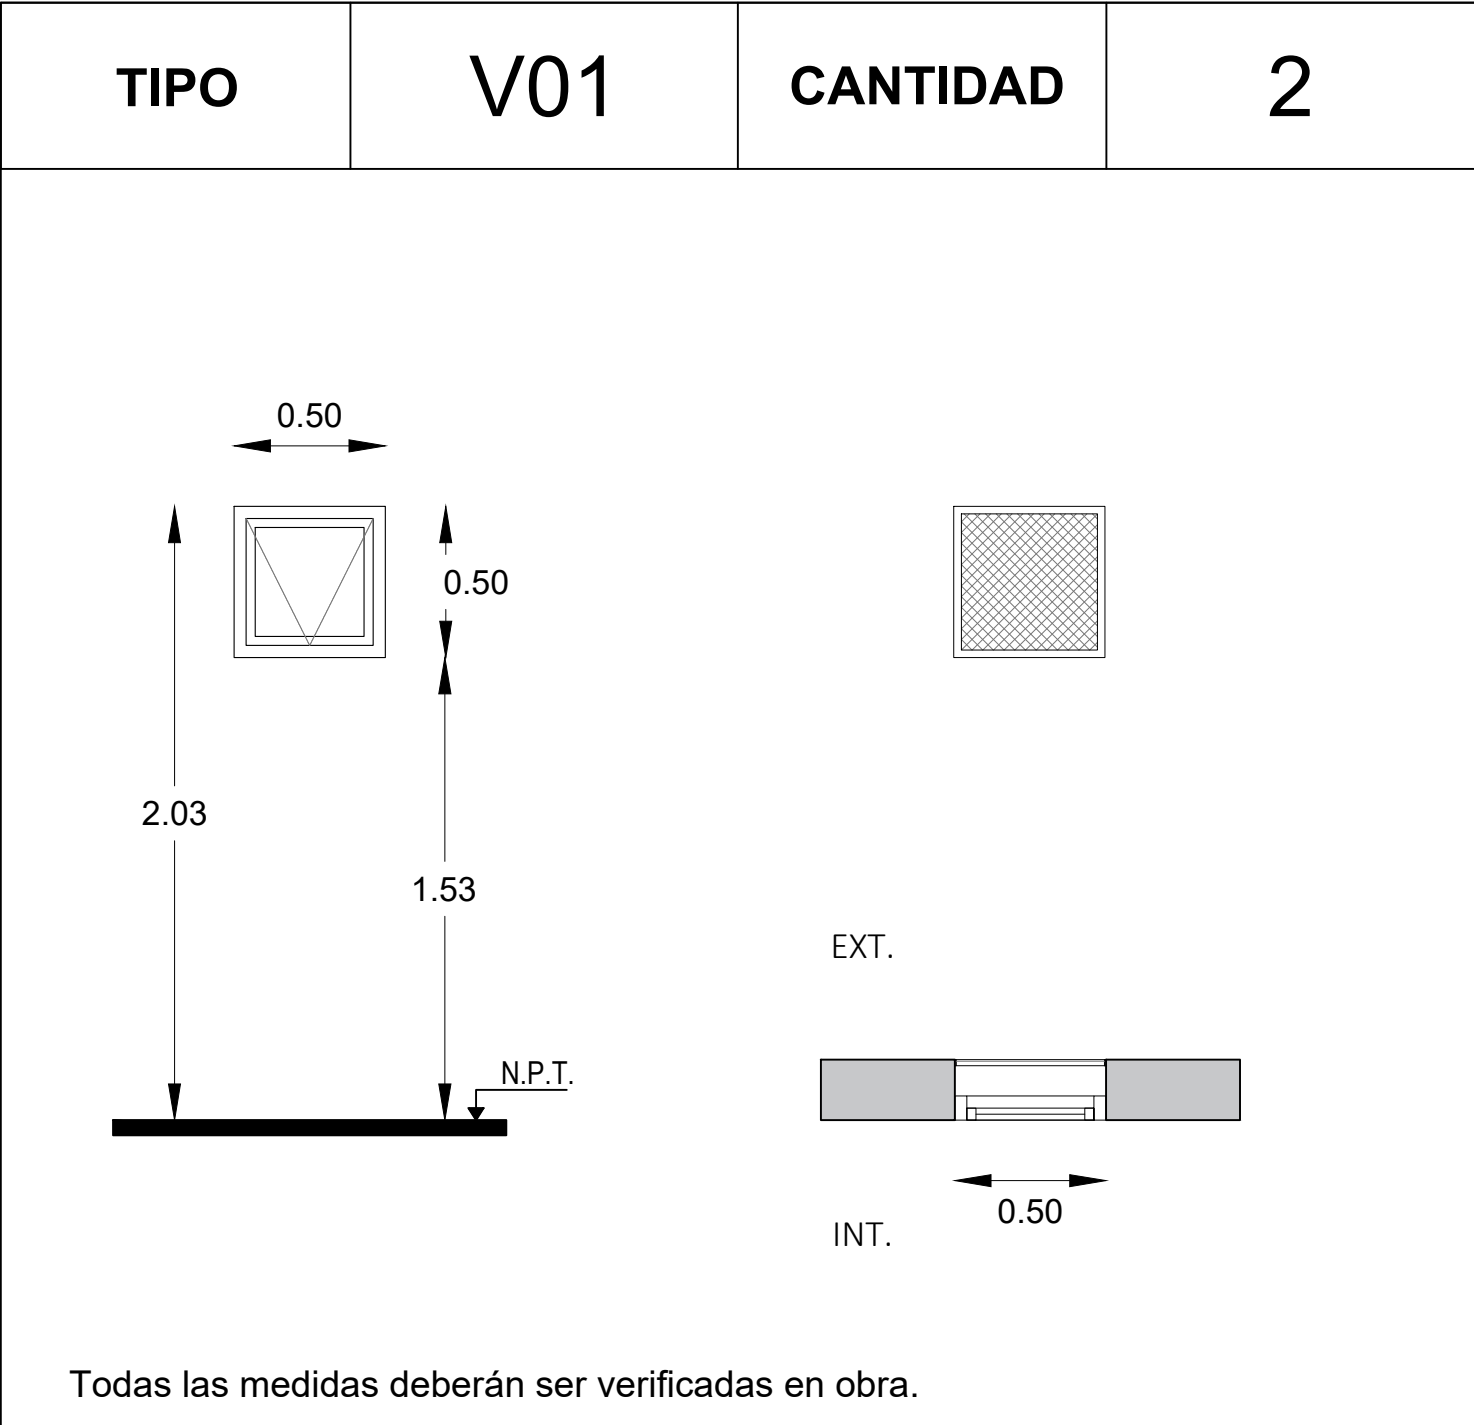 TIPO V01 CANTIDAD 2
0.50
0.50
2.03
1.53
EXT.
N.P.T.
0.50
INT.
Todas las medidas deberán ser verificadas en obra.